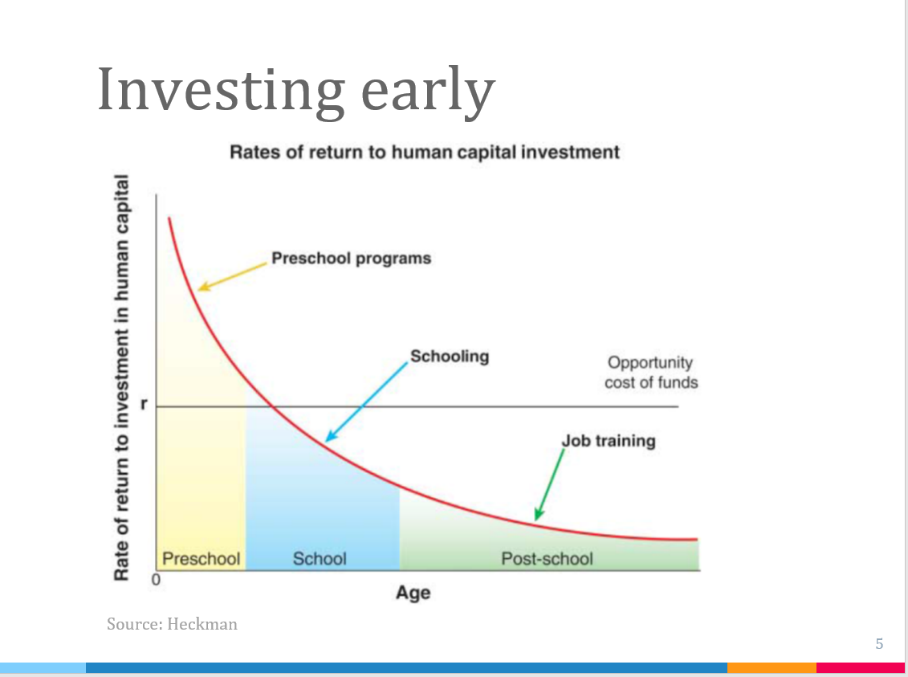 Investing early
Rates of return to human capital investment
Rate of return to investment in human capital
Preschool programs
Schooling
Opportunity
cost of funds
r
Job training
Preschool
School
Post-school
0
Age
Source: Heckman
5